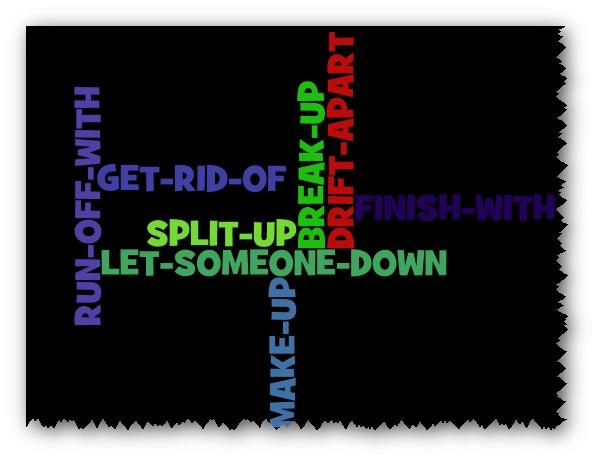 DRIFT-APART
BREAK-UP
RUN-OFF-WITH
GET-RID-OF
FINISH-WITH
SPLIT-UP
LET-SOMEONE-DOWN
MAKE-UP